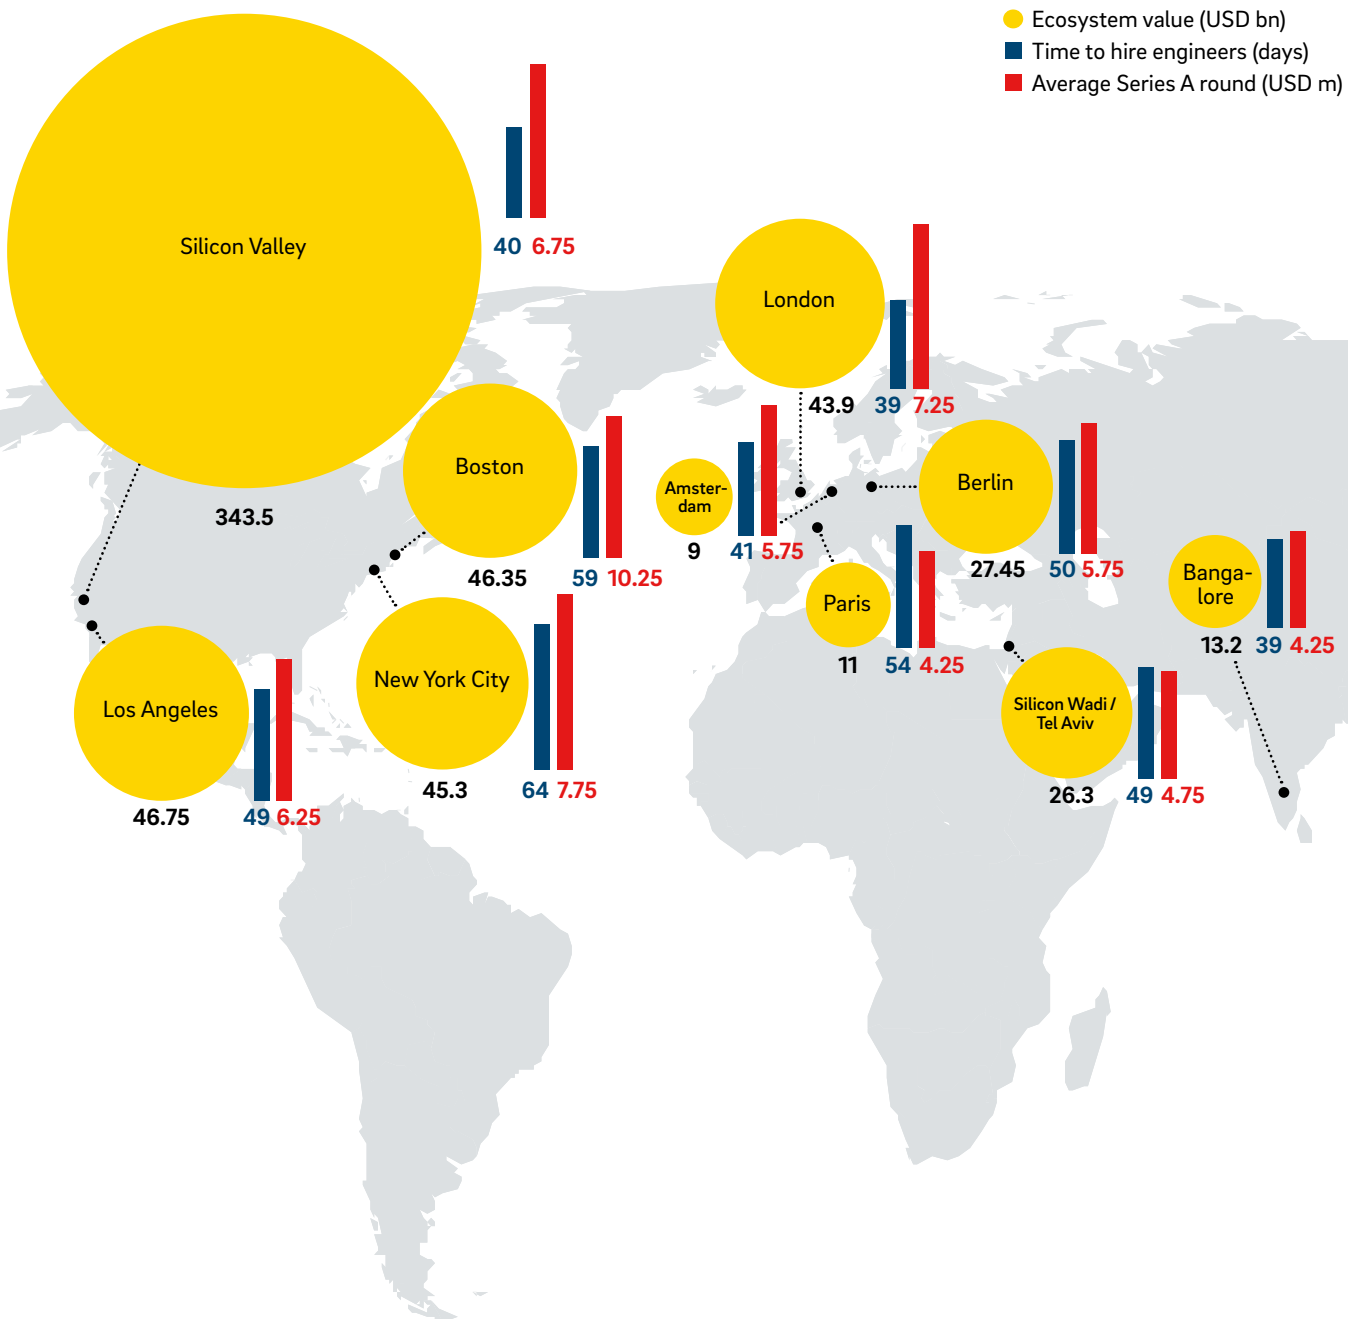 Ecosystem value (USD bn)
Time to hire engineers (days)
Average Series A round (USD m)
Silicon Valley
40 6.75
343.5
London
43.9 39 7.25
Boston
46.35 59 10.25
Amster-
dam
9 41 5.75
Berlin
27.45 50 5.75
Paris
11 54 4.25
Banga-
lore
13.2 39 4.25
Los Angeles
46.75 49 6.25
New York City
45.3 64 7.75
Silicon Wadi /
Tel Aviv
26.3 49 4.75